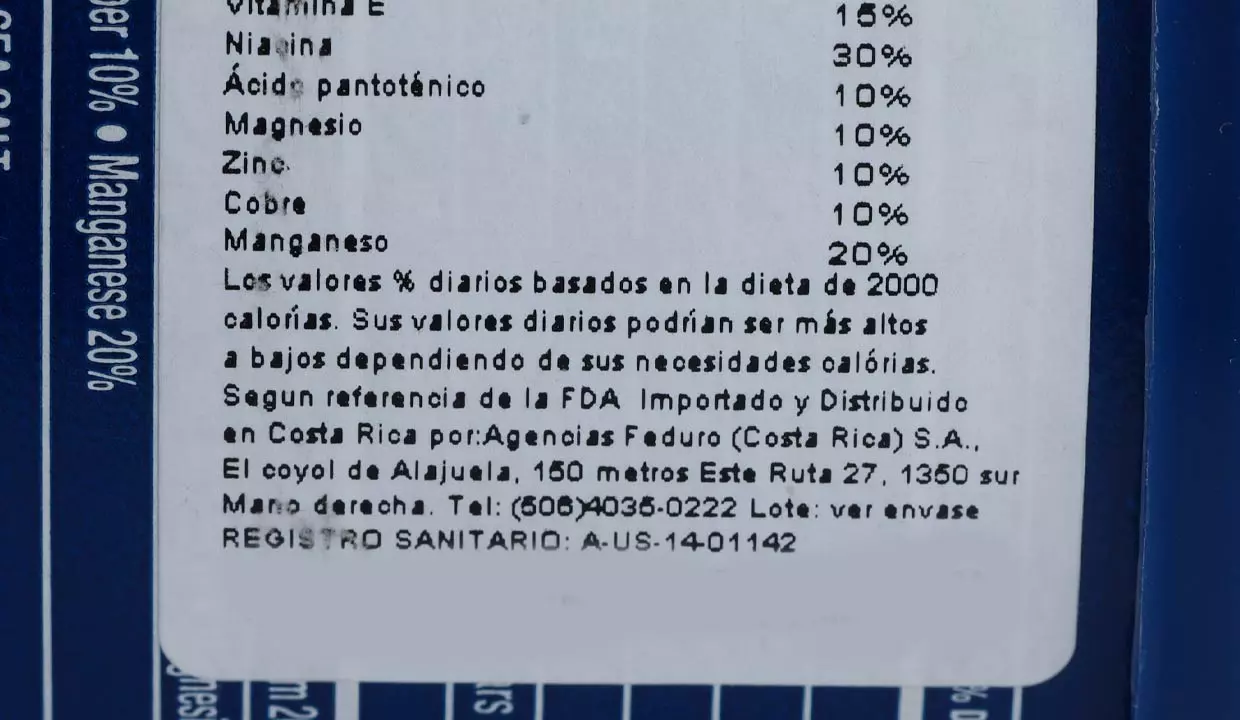 Vitamina E 15%
Niacina 30%
Ácido pantoténico 10%
Magnesio 10%
Zinc 10%
Cobre 10%
Manganeso 20%
Los valores % diarios basados en la dieta de 2000
calorías. Sus valores diarios podrían ser más altos
a bajos dependiendo de sus necesidades calórias.
Segun referencia de la FDA Importado y Distribuido
en Costa Rica por:Agencias Feduro (Costa Rica) S.A.,
El coyol de Alajuela, 150 metros Este Ruta 27, 1350 sur
Mano derecha. Tel: (506)4035-0222 Lote: ver envase
REGISTRO SANITARIO: A-US-14-01142
per 10% • Manganese 20%
SEA SALT
% D